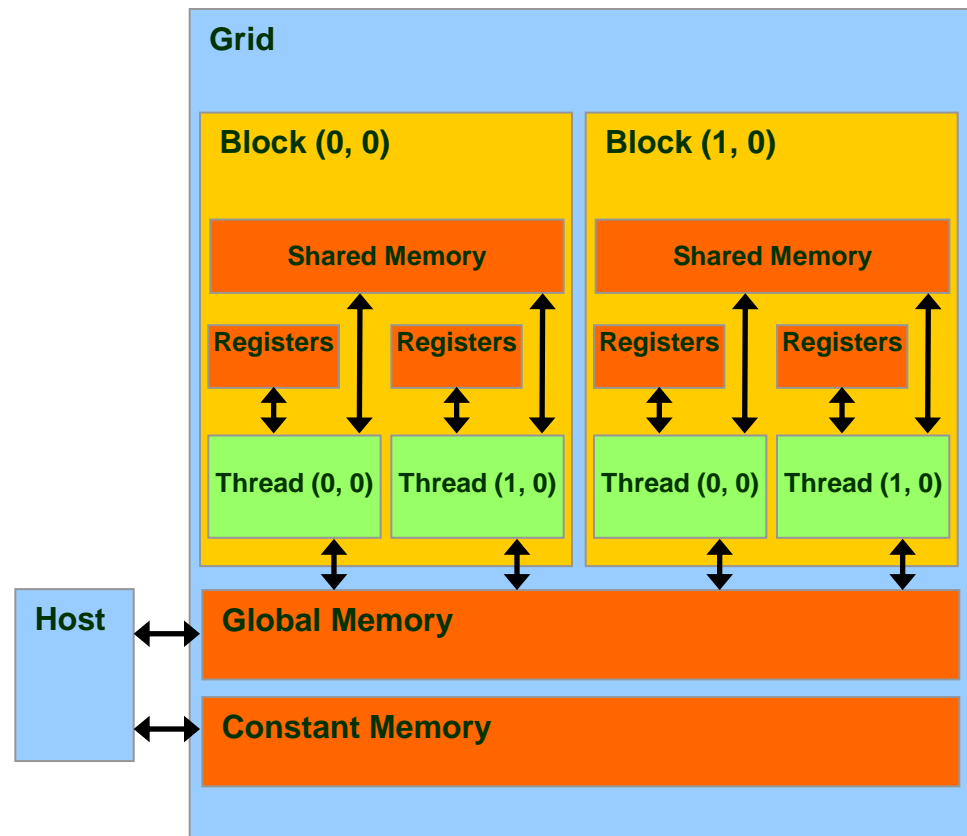 Grid
Block (0, 0)
Block (1, 0)
Shared Memory
Shared Memory
Registers
Registers
Registers
Registers
Thread (0, 0)
Thread (1, 0)
Thread (0, 0)
Thread (1, 0)
Host
Global Memory
Constant Memory